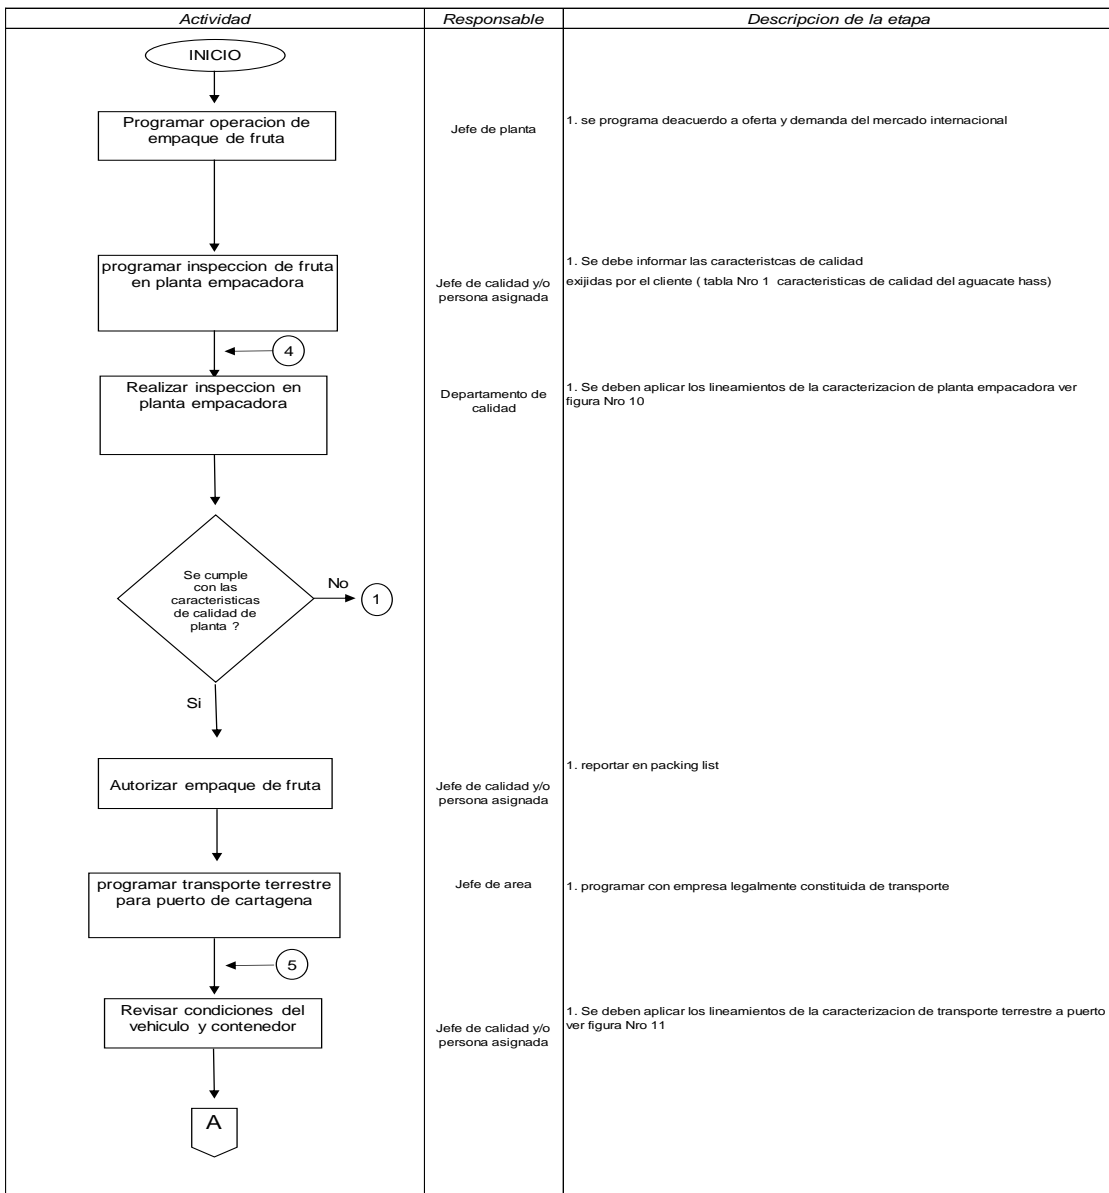 Actividad
Responsable
Descripcion de la etapa
INICIO
Programar operacion de
empaque de fruta
Jefe de planta
1. se programa deacuerdo a oferta y demanda del mercado internacional
programar inspeccion de fruta
en planta empacadora
Jefe de calidad y/o
persona asignada
1. Se debe informar las caracteristcas de calidad
exijidas por el cliente ( tabla Nro 1 caracteristicas de calidad del aguacate hass)
4
Realizar inspeccion en
planta empacadora
Departamento de
calidad
1. Se deben aplicar los lineamientos de la caracterizacion de planta empacadora ver
figura Nro 10
Se cumple
con las
caracteristicas
de calidad de
planta ?
No
1
Si
Autorizar empaque de fruta
Jefe de calidad y/o
persona asignada
1. reportar en packing list
programar transporte terrestre
para puerto de cartagena
Jefe de area
1. programar con empresa legalmente constituida de transporte
5
Revisar condiciones del
vehiculo y contenedor
Jefe de calidad y/o
persona asignada
1. Se deben aplicar los lineamientos de la caracterizacion de transporte terrestre a puerto
ver figura Nro 11
A